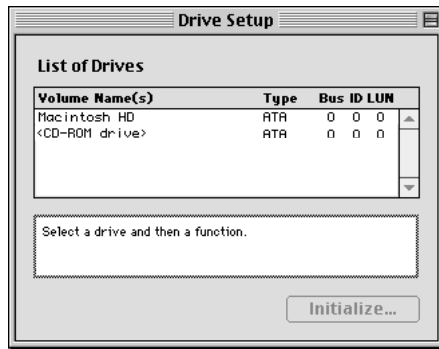 Drive Setup
List of Drives
Volume Name(s) Type Bus ID LUN
Macintosh HD ATA 0 0 0
<CD-ROM drive> ATA 0 0 0
Select a drive and then a function.
Initialize...